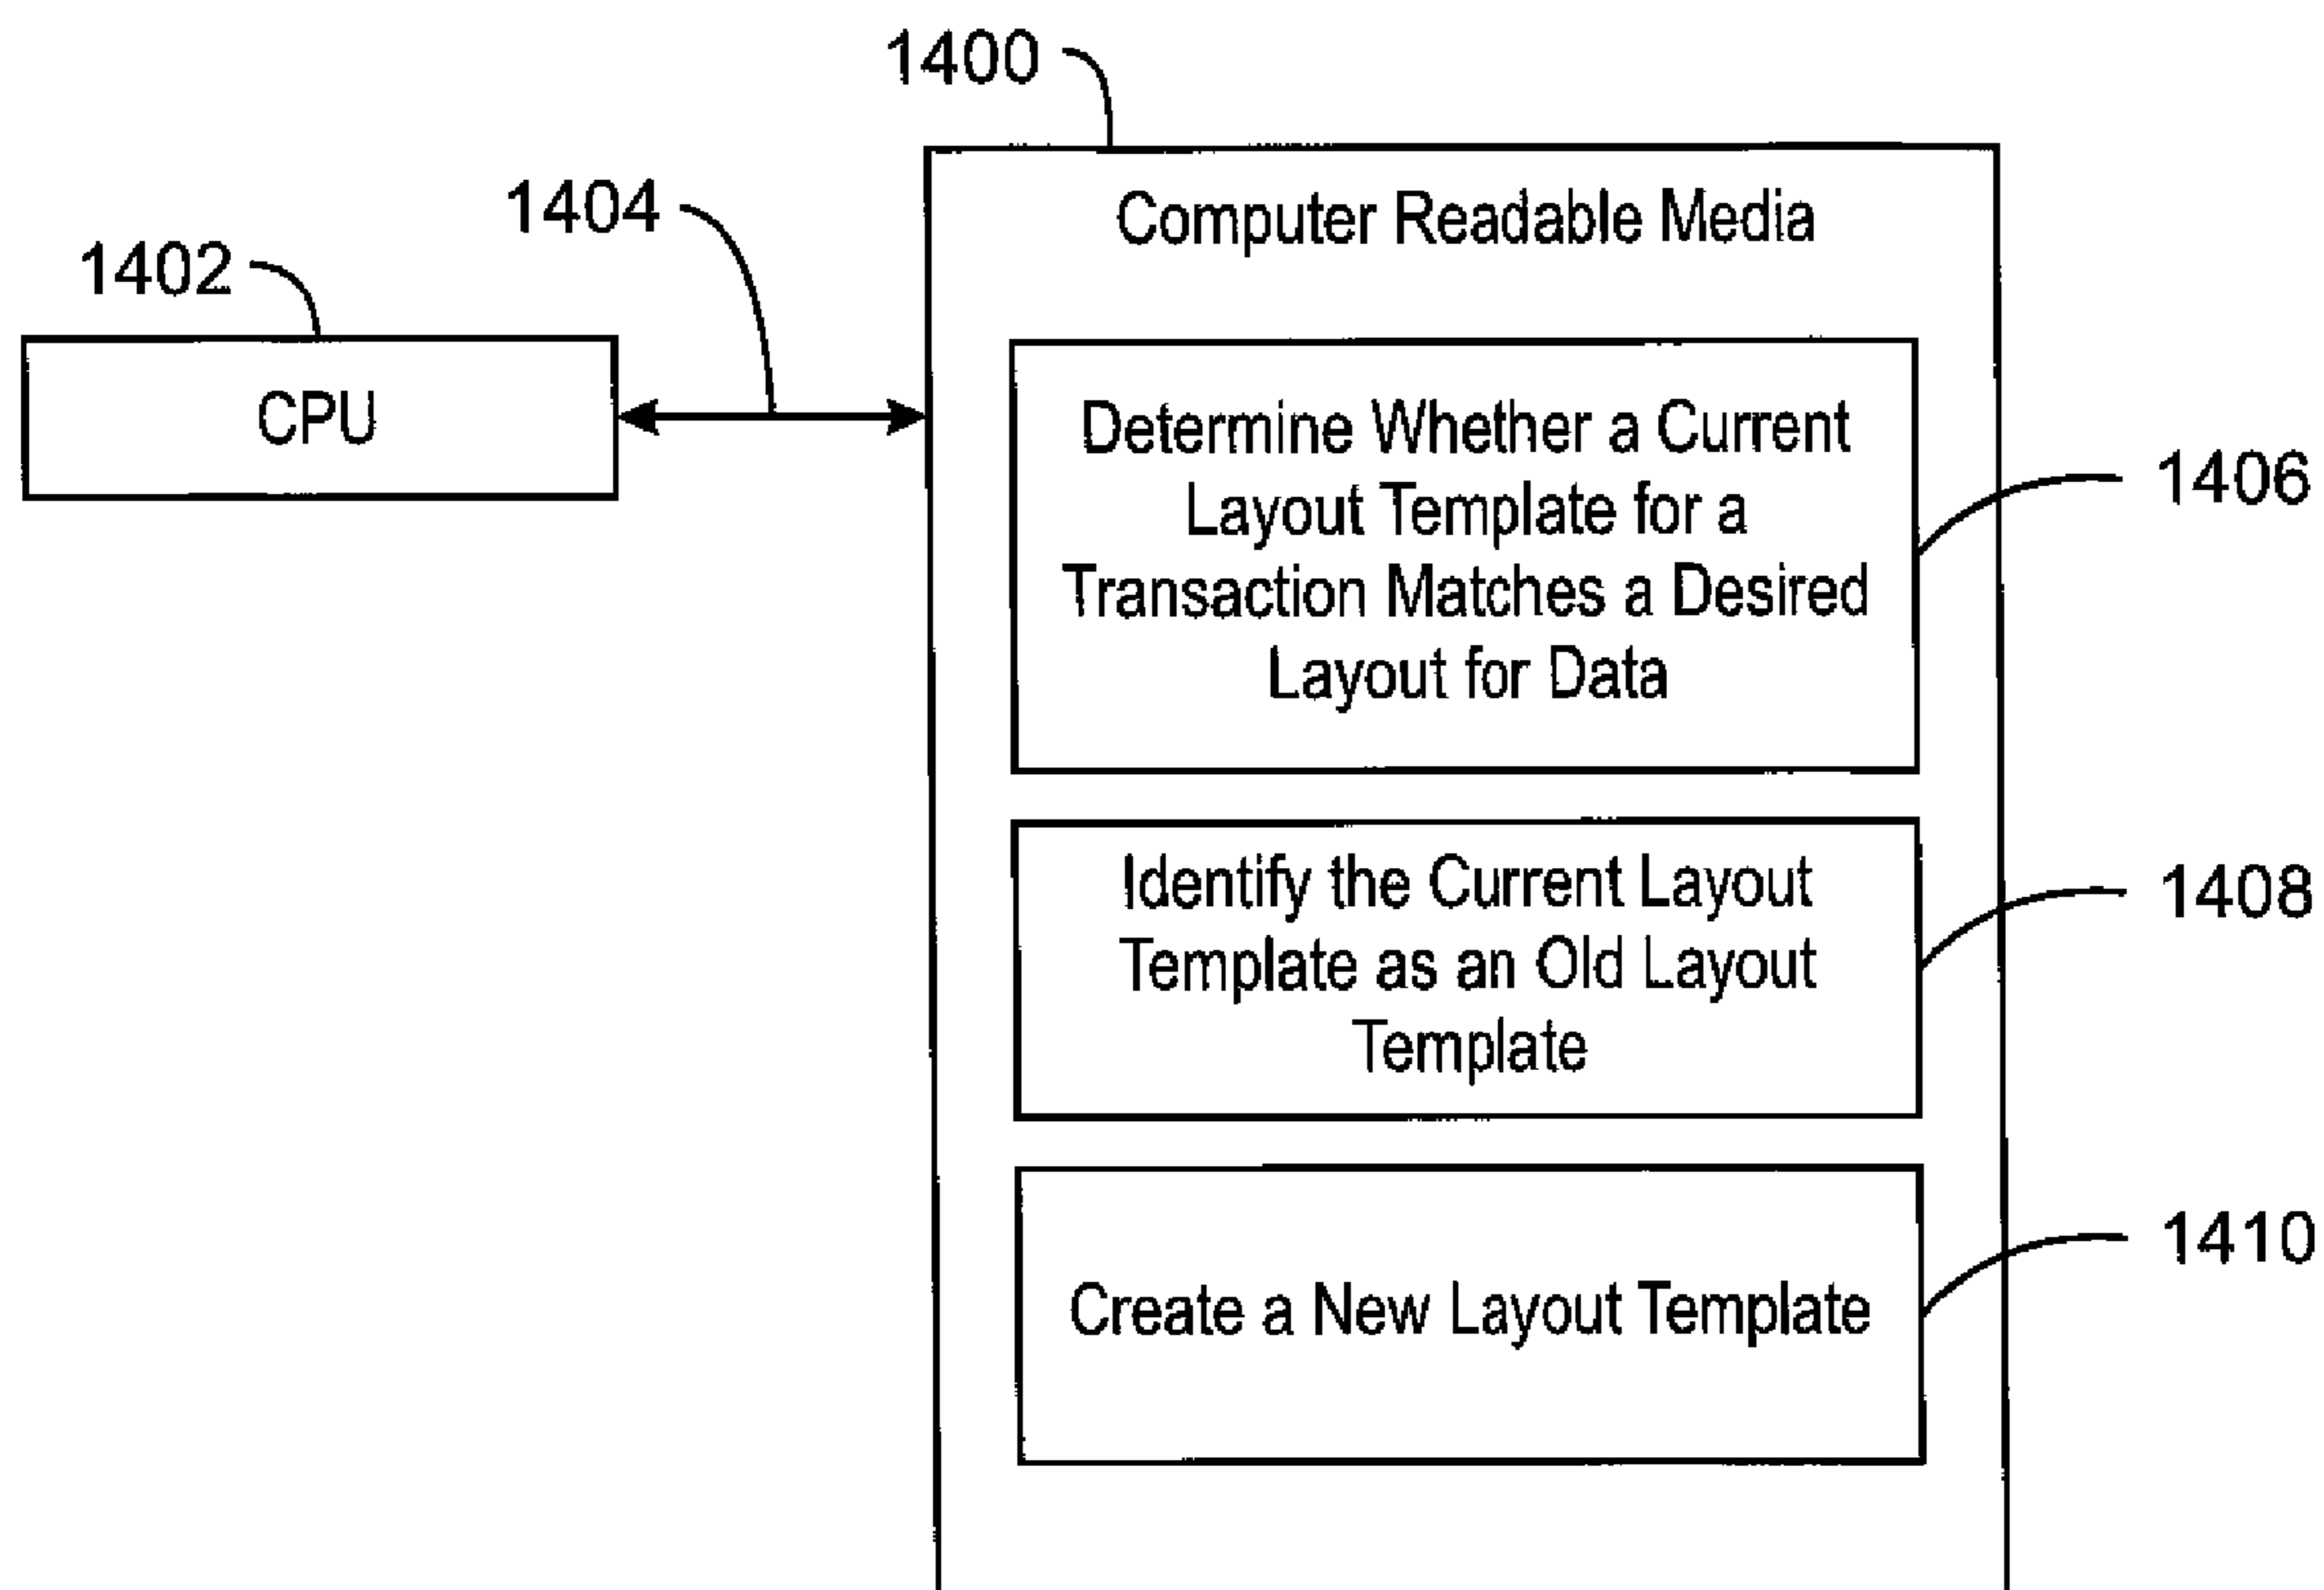 1400
1404
1402
Computer Readable Media
CPU
Determine Whether a Current
Layout Template for a
Transaction Matches a Desired
Layout for Data
1406
Identify the Current Layout
Template as an Old Layout
Template
1408
Create a New Layout Template
1410